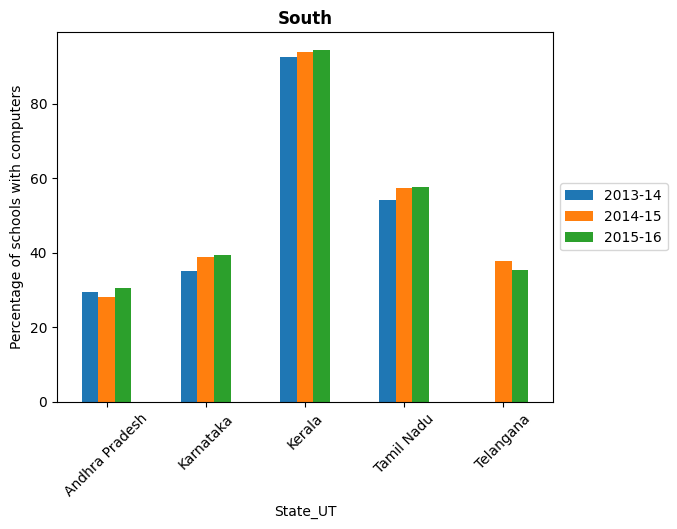 South
Percentage of schools with computers
80
60
40
20
0
Andhra Pradesh
Karnataka
Kerala
Tamil Nadu
Telangana
State_UT
2013-14
2014-15
2015-16